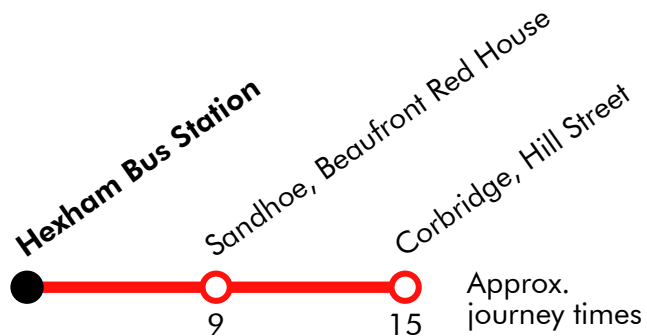 Hexham Bus Station
Sandhoe, Beaufront Red House
Corbridge, Hill Street
9
15
Approx.
journey times